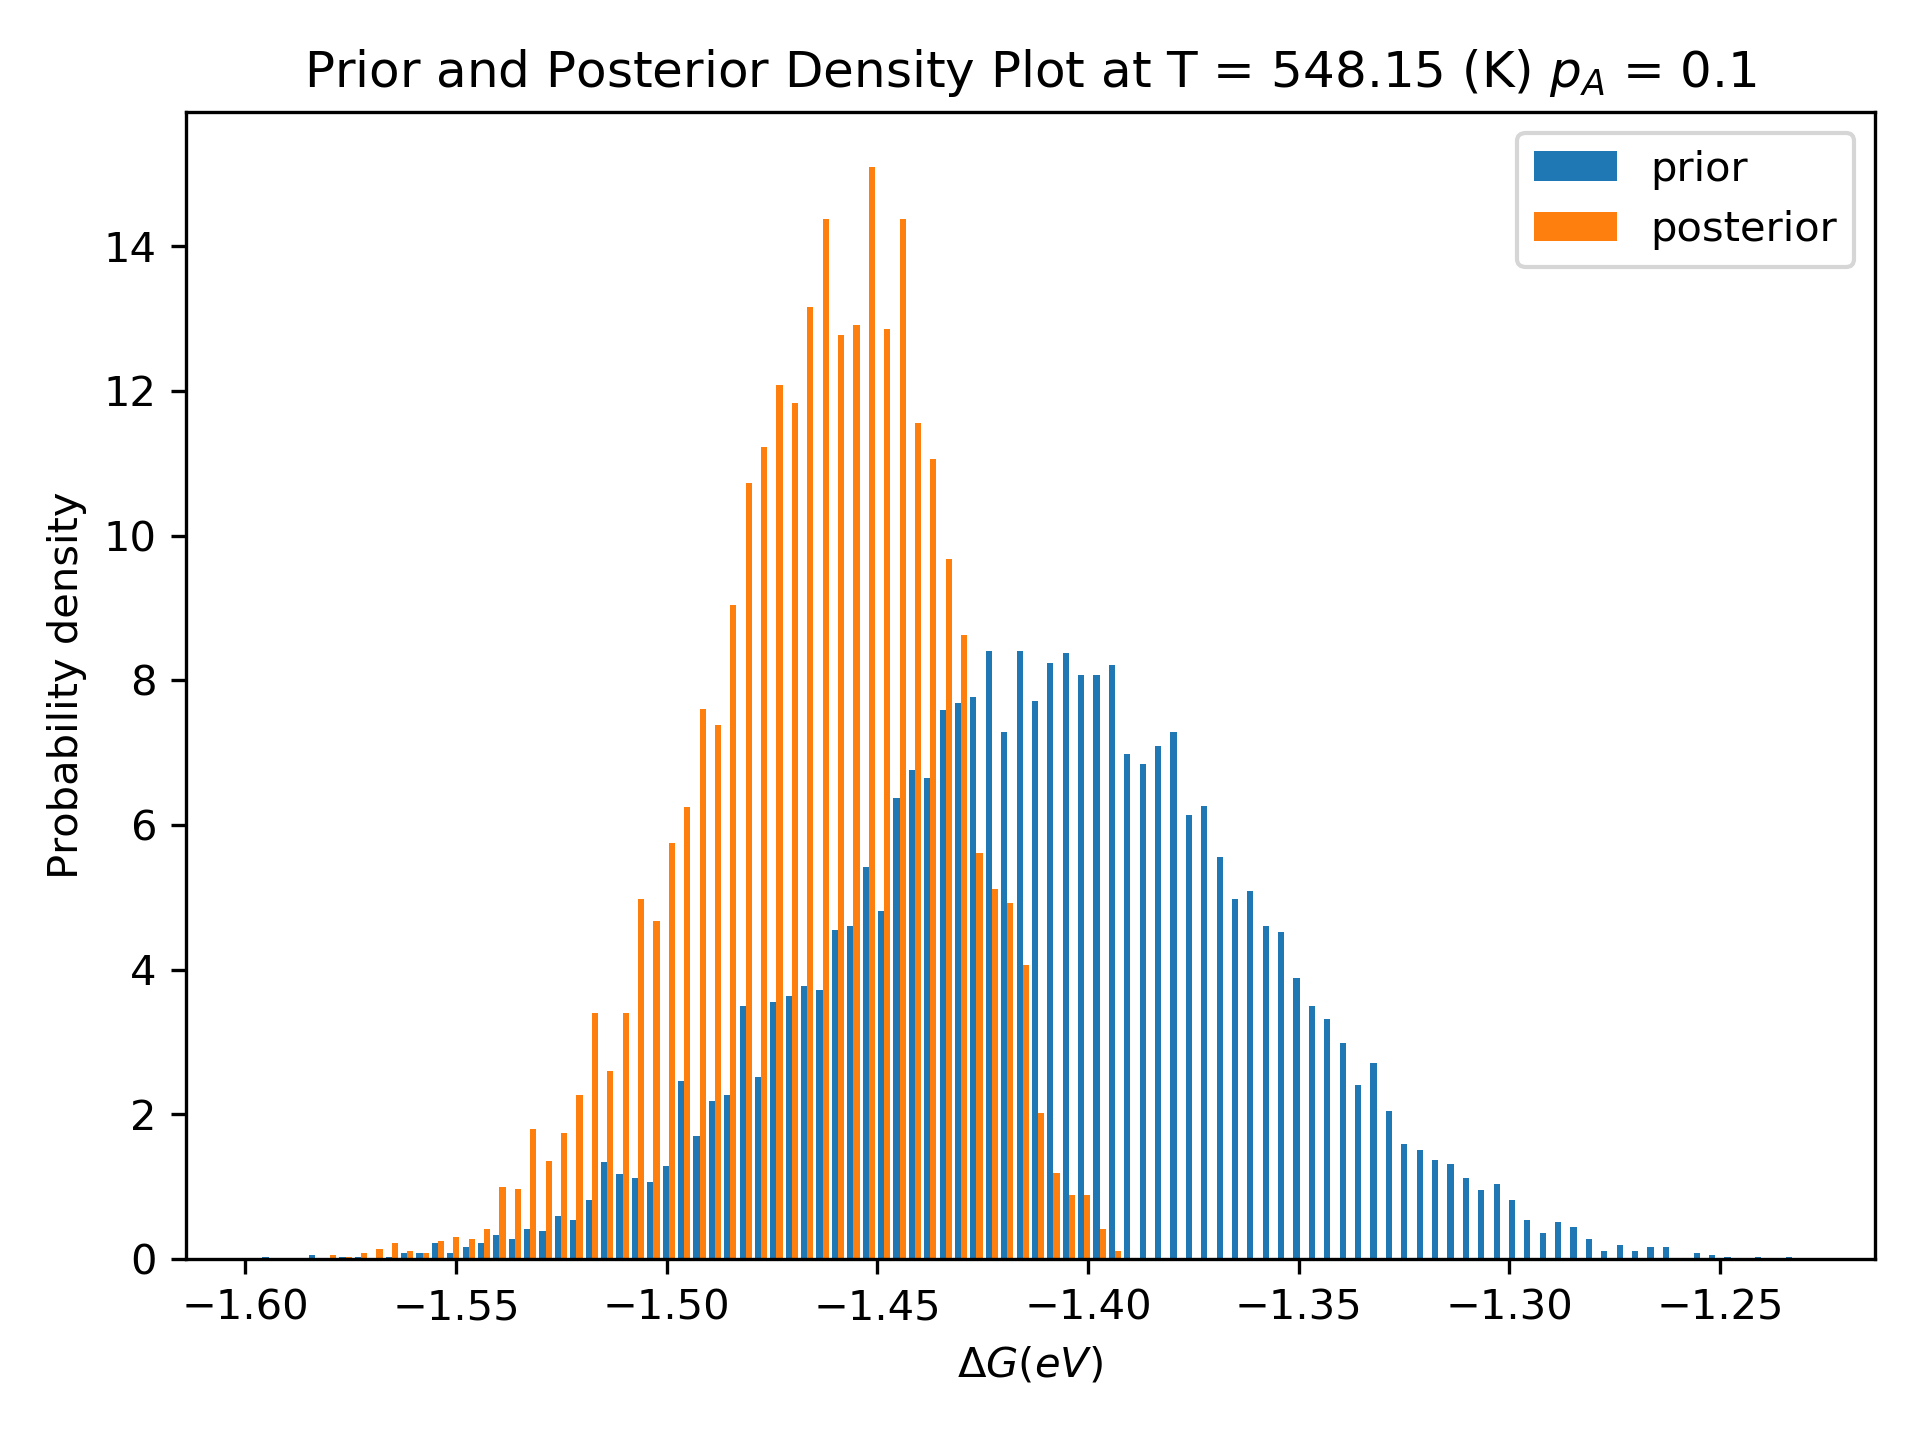 Prior and Posterior Density Plot at T = 548.15 (K) p_A = 0.1
prior
posterior
14
12
10
8
6
4
2
0
Probability density
−1.60 −1.55 −1.50 −1.45 −1.40 −1.35 −1.30 −1.25
ΔG(eV)